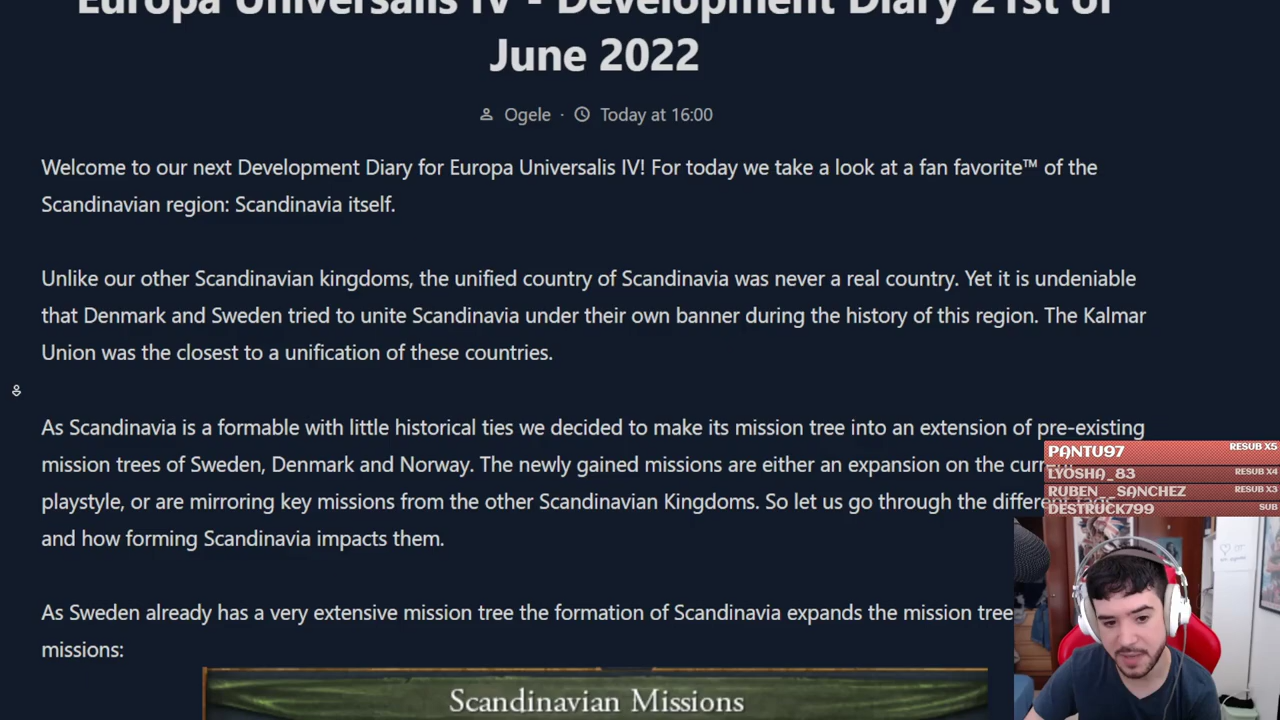 Europa Universalis IV - Development Diary 21st of
June 2022
Ogele · Today at 16:00
Welcome to our next Development Diary for Europa Universalis IV! For today we take a look at a fan favorite™ of the
Scandinavian region: Scandinavia itself.
Unlike our other Scandinavian kingdoms, the unified country of Scandinavia was never a real country. Yet it is undeniable
that Denmark and Sweden tried to unite Scandinavia under their own banner during the history of this region. The Kalmar
Union was the closest to a unification of these countries.
As Scandinavia is a formable with little historical ties we decided to make its mission tree into an extension of pre-existing
mission trees of Sweden, Denmark and Norway. The newly gained missions are either an expansion on the
playstyle, or are mirroring key missions from the other Scandinavian Kingdoms. So let us go through the
and how forming Scandinavia impacts them.
As Sweden already has a very extensive mission tree the formation of Scandinavia expands the mission tree
missions:
Scandinavian Missions
PANTU97 RESUB X5
LYOSHA_83 RESUB X4
RUBEN__SANCHEZ RESUB X3
DESTRUCK799 SUB